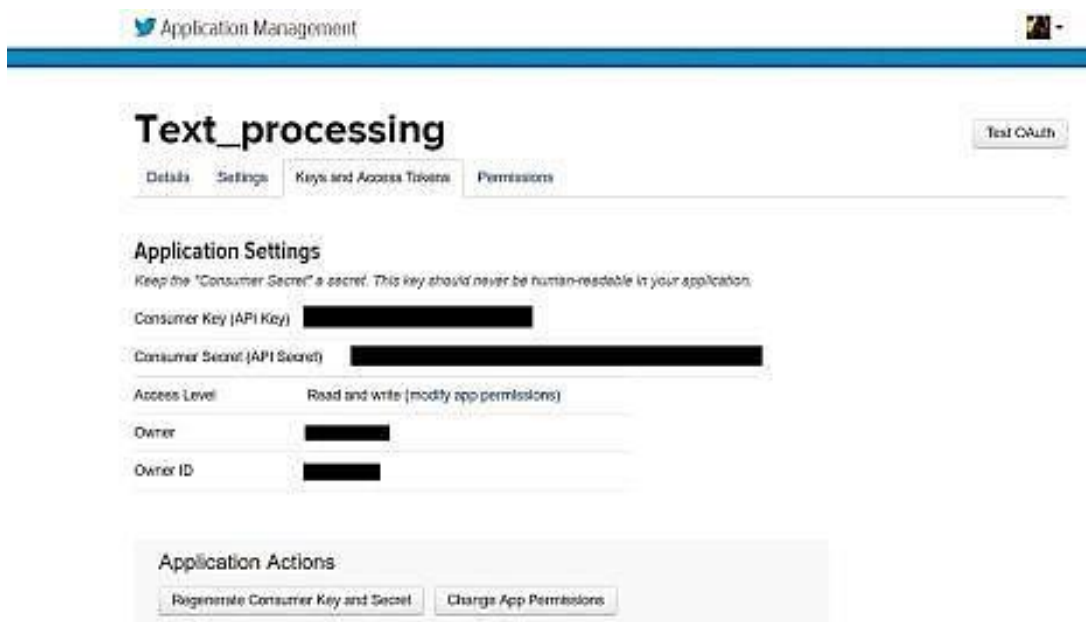 Application Management
Text_processing
Test OAuth
Details Settings Keys and Access Tokens Permissions
Application Settings
Keep the "Consumer Secret" a secret. This key should never be human-readable in your application.
Consumer Key (API Key)
Consumer Secret (API Secret)
Access Level Read and write (modify app permissions)
Owner
Owner ID
Application Actions
Regenerate Consumer Key and Secret Change App Permissions